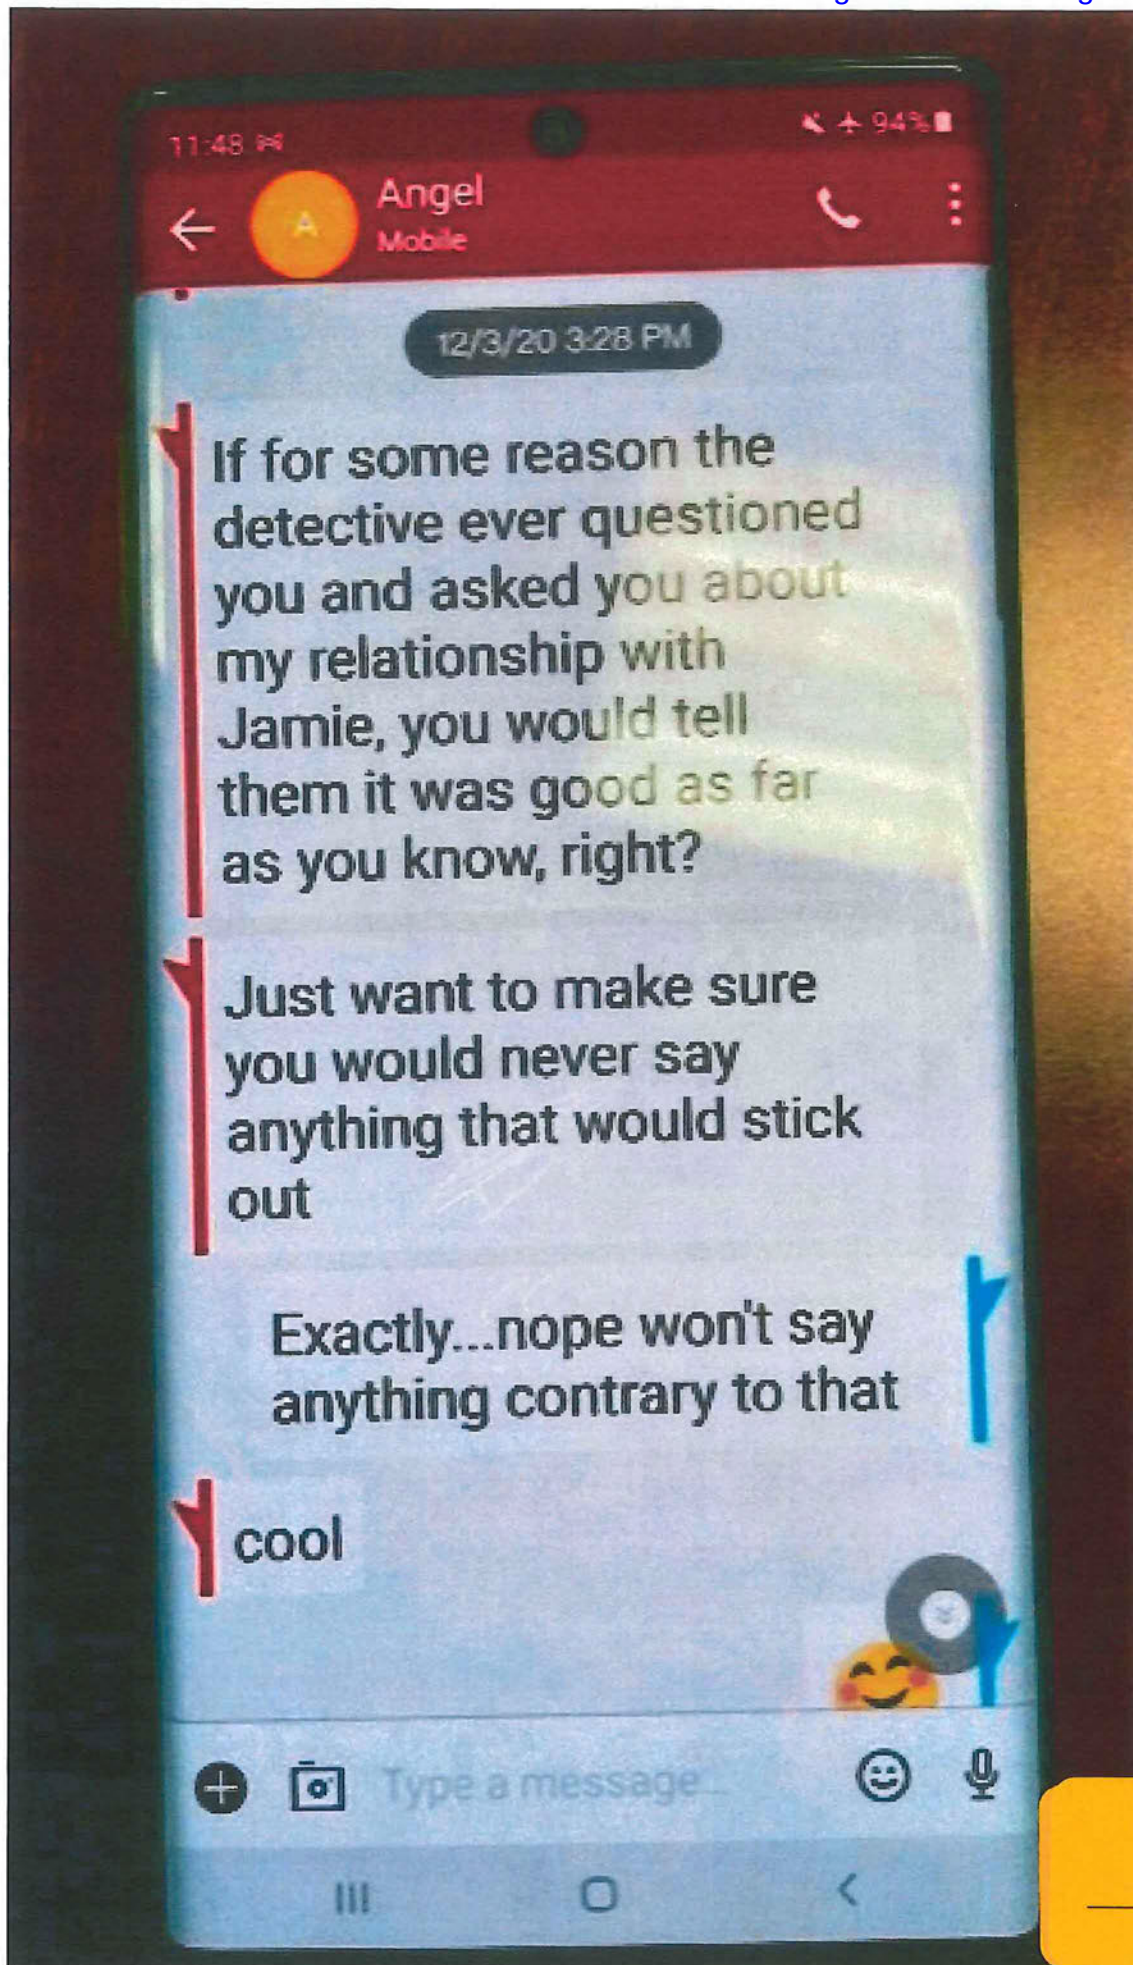 11:48
94%
A
Angel
Mobile
12/3/20 3:28 PM
If for some reason the
detective ever questioned
you and asked you about
my relationship with
Jamie, you would tell
them it was good as far
as you know, right?
Just want to make sure
you would never say
anything that would stick
out
Exactly...nope won't say
anything contrary to that
cool
Type a message